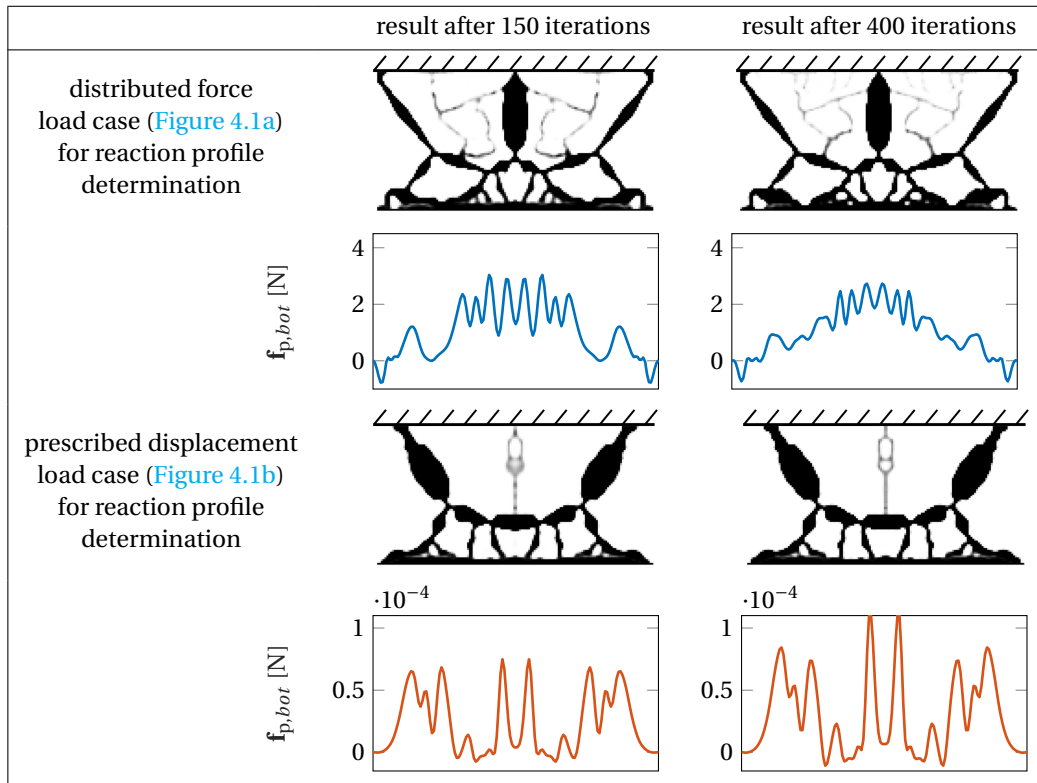 result after 150 iterations result after 400 iterations
distributed force
load case (Figure 4.1a)
for reaction profile
determination
4
2
0
f_p,bot [N]
4
2
0
prescribed displacement
load case (Figure 4.1b)
for reaction profile
determination
·10⁻⁴
1
0.5
0
f_p,bot [N]
·10⁻⁴
1
0.5
0